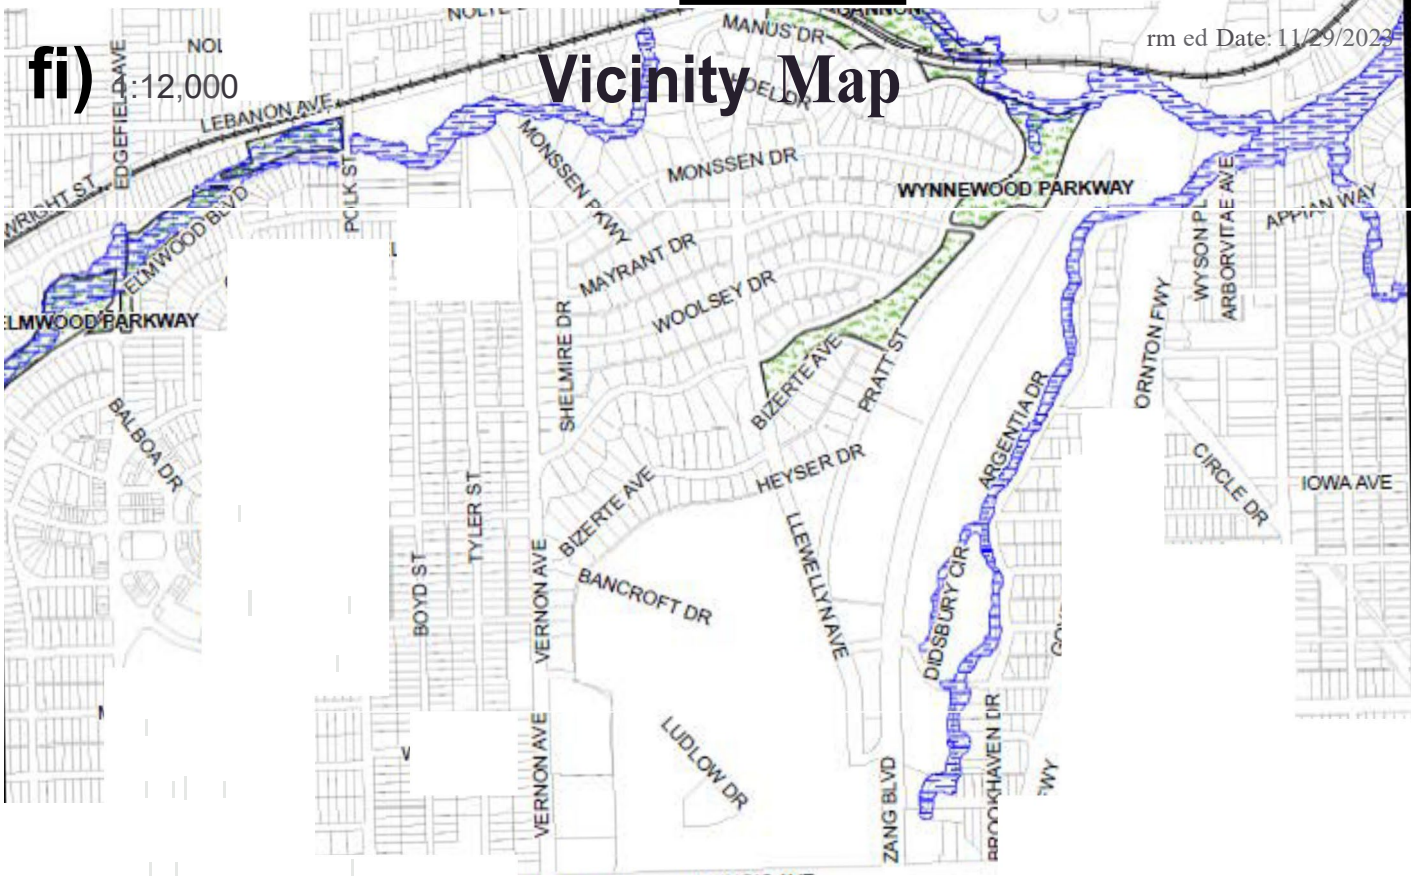 MANUS DR
NOL
fi)
1:12,000
Vicinity Map
rm ed Date: 11/29/2023
EDGEFIELD AVE
LEBANON AVE
MONSSEN PKWY
MONSSEN DR
WYNNEWOOD PARKWAY
WRIGHT ST
POLK ST
ELMWOOD BLVD
APPIAN WAY
WYSON PL
ARBORVITAE AVE
MAYRANT DR
WOOLSEY DR
ELMWOOD PARKWAY
SHELMIRE DR
BIZERTE AVE
PRATT ST
ORNTON FWY
BALBOA DR
ARGENTIA DR
HEYSER DR
CIRCLE DR
IOWA AVE
TYLER ST
BIZERTE AVE
LLEWELLYN AVE
BOYD ST
VERNON AVE
BANCROFT DR
DIDSBURY CIR
LUDLOW DR
VERNON AVE
ZANG BLVD
BROOKHAVEN DR
FWY